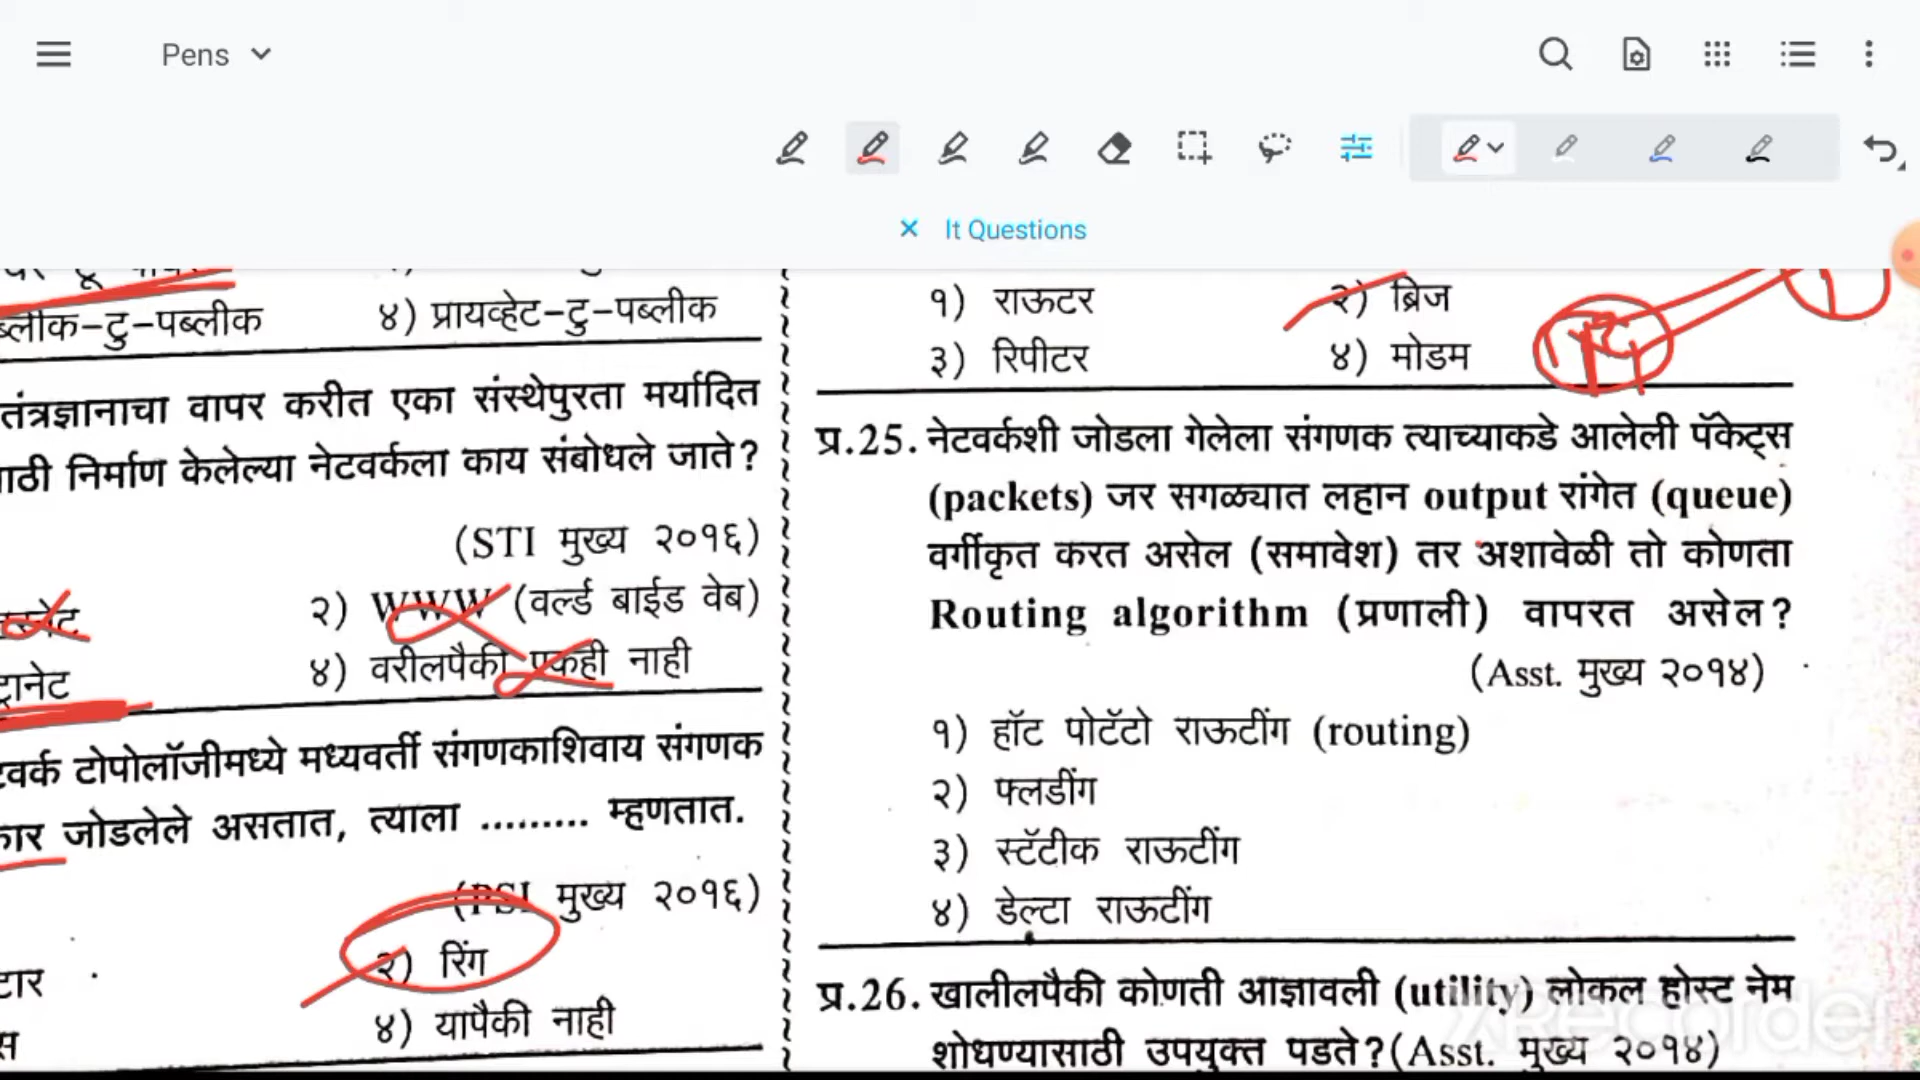 Pens
It Questions
४) प्रायव्हेट-टु-पब्लीक
ब्लीक-टु-पब्लीक
तंत्रज्ञानाचा वापर करीत एका संस्थेपुरता मर्यादित
निर्माण केलेल्या नेटवर्कला काय संबोधले जाते?
(STI मुख्य २०१६)
२) WWW (वर्ल्ड बाईड वेब)
४) वरीलपैकी एकही नाही
टोपोलॉजीमध्ये मध्यवर्ती संगणकाशिवाय संगणक
जोडलेले असतात, त्याला ......... म्हणतात.
(PSI मुख्य २०१६)
२) रिंग
४) यापैकी नाही
१) राऊटर २) ब्रिज
३) रिपीटर ४) मोडम
प्र.25. नेटवर्कशी जोडला गेलेला संगणक त्याच्याकडे आलेली पॅकेट्स
(packets) जर सगळ्यात लहान output रांगेत (queue)
वर्गीकृत करत असेल (समावेश) तर अशावेळी तो कोणता
Routing algorithm (प्रणाली) वापरत असेल?
(Asst. मुख्य २०१४)
१) हॉट पोटॅटो राऊटींग (routing)
२) फ्लडींग
३) स्टॅटीक राऊटींग
४) डेल्टा राऊटींग
प्र.26. खालीलपैकी कोणती आज्ञावली (utility) लोकल होस्ट नेम
शोधण्यासाठी उपयुक्त पडते?(Asst. मुख्य २०१४)
XRecorder